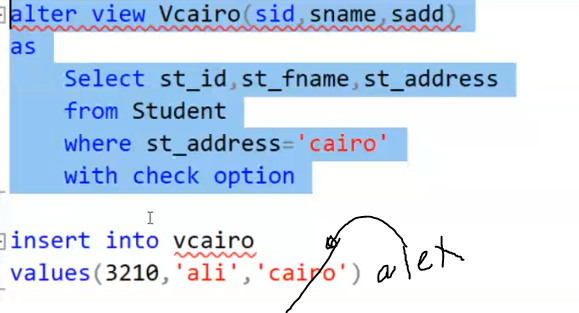 alter view Vcairo(sid,sname,sadd)
as
Select st_id,st_fname,st_address
from Student
where st_address='cairo'
with check option
insert into vcairo
values(3210,'ali','cairo') alex